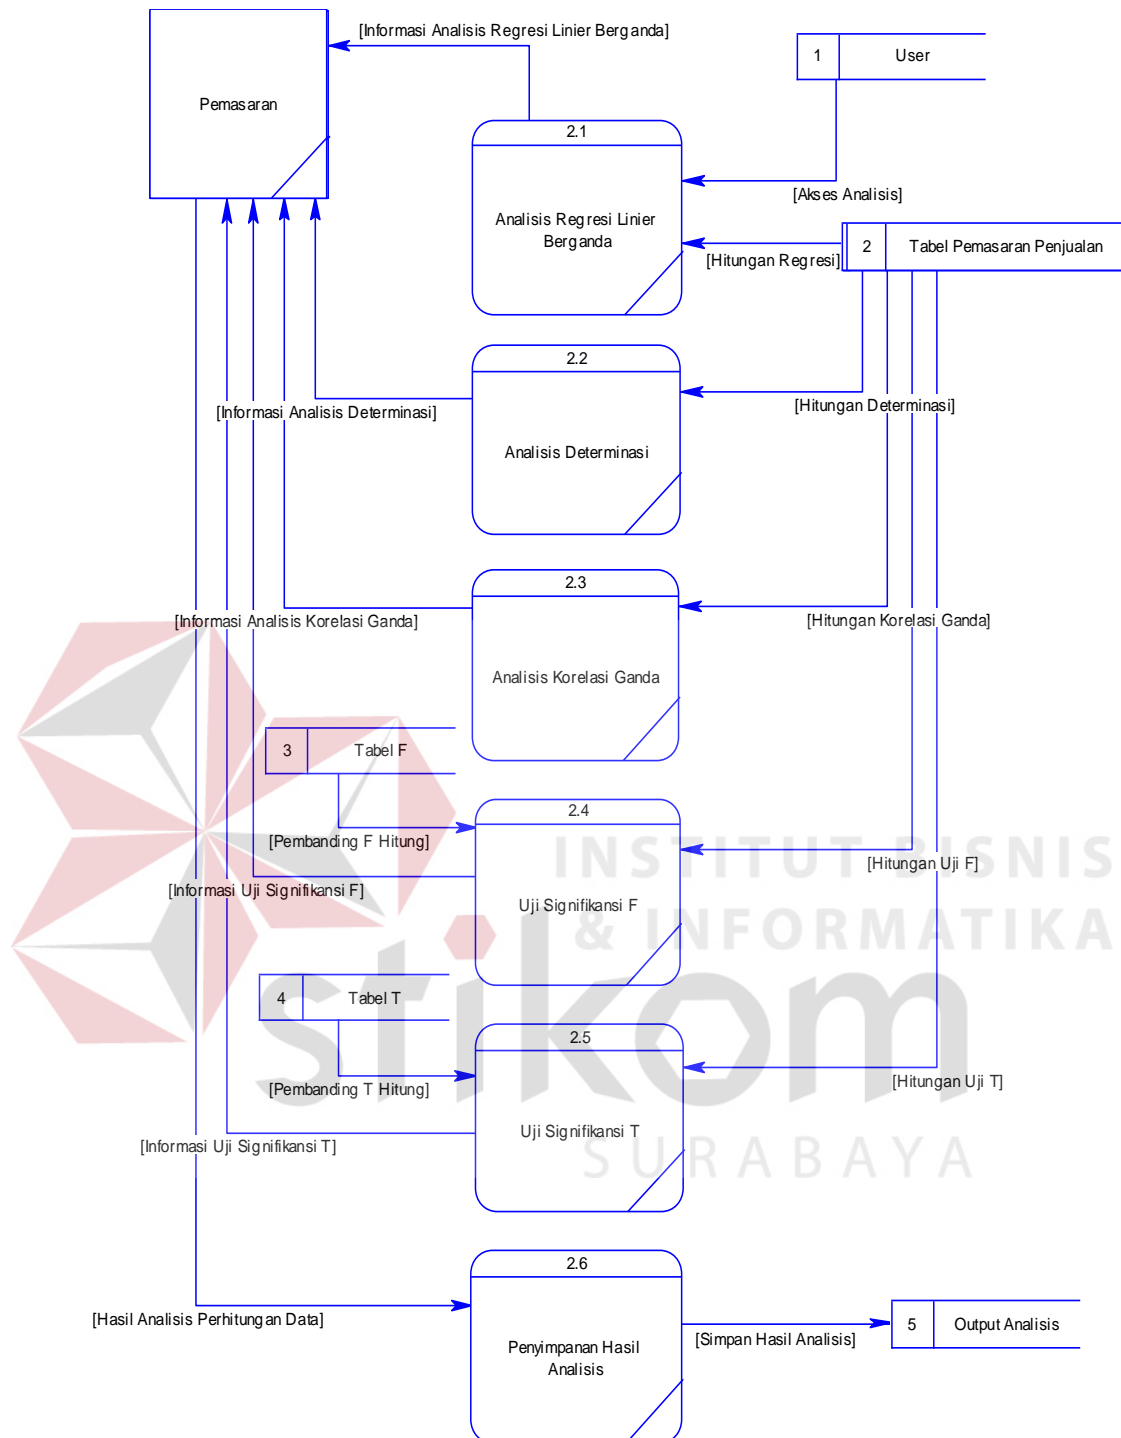 [Informasi Analisis Regresi Linier Berganda]
1
User
Pemasaran
2.1
[Akses Analisis]
Analisis Regresi Linier
Berganda
2
Tabel Pemasaran Penjualan
[Hitungan Regresi]
2.2
[Informasi Analisis Determinasi]
[Hitungan Determinasi]
Analisis Determinasi
2.3
[Informasi Analisis Korelasi Ganda]
[Hitungan Korelasi Ganda]
Analisis Korelasi Ganda
3
Tabel F
2.4
[Pembanding F Hitung]
[Hitungan Uji F]
[Informasi Uji Signifikansi F]
Uji Signifikansi F
INSTITUT BISNIS
& INFORMATIKA
stikom
SURABAYA
4
Tabel T
2.5
[Pembanding T Hitung]
[Hitungan Uji T]
Uji Signifikansi T
[Informasi Uji Signifikansi T]
2.6
[Hasil Analisis Perhitungan Data]
[Simpan Hasil Analisis]
5
Output Analisis
Penyimpanan Hasil
Analisis